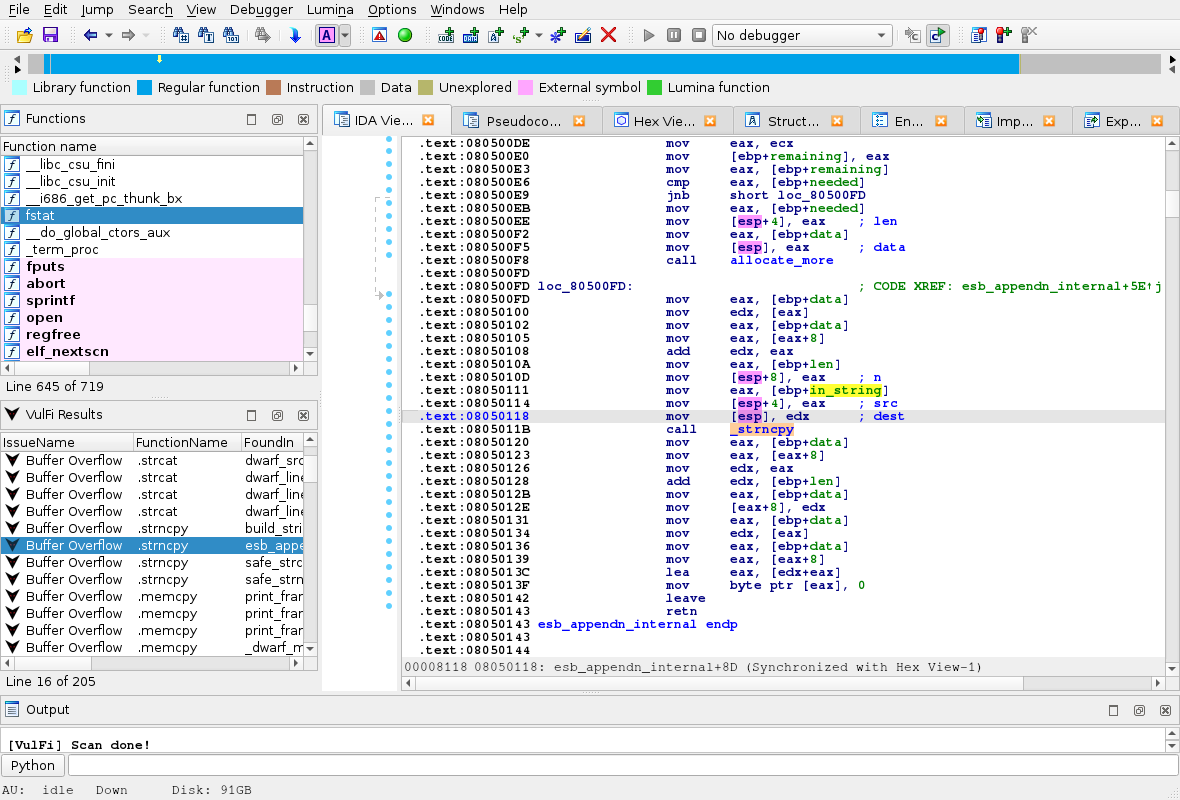 File Edit Jump Search View Debugger Lumina Options Windows Help
A No debugger
Library function Regular function Instruction Data Unexplored External symbol Lumina function
Functions
Function name
__libc_csu_fini
__libc_csu_init
__i686_get_pc_thunk_bx
fstat
__do_global_ctors_aux
_term_proc
fputs
abort
sprintf
open
regfree
elf_nextscn
Line 645 of 719
VulFi Results
IssueName FunctionName FoundIn
Buffer Overflow .strcat dwarf_src
Buffer Overflow .strcat dwarf_line
Buffer Overflow .strcat dwarf_line
Buffer Overflow .strcat dwarf_line
Buffer Overflow .strncpy build_stri
Buffer Overflow .strncpy esb_appe
Buffer Overflow .strncpy safe_strc
Buffer Overflow .strncpy safe_strn
Buffer Overflow .memcpy print_fran
Buffer Overflow .memcpy print_fran
Buffer Overflow .memcpy print_fran
Buffer Overflow .memcpy _dwarf_m
Line 16 of 205
IDA Vie... Pseudoco... Hex Vie... Struct... En... Imp... Exp...
.text:080500DE mov eax, ecx
.text:080500E0 mov [ebp+remaining], eax
.text:080500E3 mov eax, [ebp+remaining]
.text:080500E6 cmp eax, [ebp+needed]
.text:080500E9 jnb short loc_80500FD
.text:080500EB mov eax, [ebp+needed]
.text:080500EE mov [esp+4], eax ; len
.text:080500F2 mov eax, [ebp+data]
.text:080500F5 mov [esp], eax ; data
.text:080500F8 call allocate_more
.text:080500FD
.text:080500FD loc_80500FD: ; CODE XREF: esb_appendn_internal+5E↑j
.text:080500FD mov eax, [ebp+data]
.text:08050100 mov edx, [eax]
.text:08050102 mov eax, [ebp+data]
.text:08050105 mov eax, [eax+8]
.text:08050108 add edx, eax
.text:0805010A mov eax, [ebp+len]
.text:0805010D mov [esp+8], eax ; n
.text:08050111 mov eax, [ebp+in_string]
.text:08050114 mov [esp+4], eax ; src
.text:08050118 mov [esp], edx ; dest
.text:0805011B call _strncpy
.text:08050120 mov eax, [ebp+data]
.text:08050123 mov eax, [eax+8]
.text:08050126 mov edx, eax
.text:08050128 add edx, [ebp+len]
.text:0805012B mov eax, [ebp+data]
.text:0805012E mov [eax+8], edx
.text:08050131 mov eax, [ebp+data]
.text:08050134 mov edx, [eax]
.text:08050136 mov eax, [ebp+data]
.text:08050139 mov eax, [eax+8]
.text:0805013C lea eax, [edx+eax]
.text:0805013F mov byte ptr [eax], 0
.text:08050142 leave
.text:08050143 retn
.text:08050143 esb_appendn_internal endp
.text:08050143
.text:08050144
00008118 08050118: esb_appendn_internal+8D (Synchronized with Hex View-1)
Output
[VulFi] Scan done!
Python
AU: idle Down Disk: 91GB